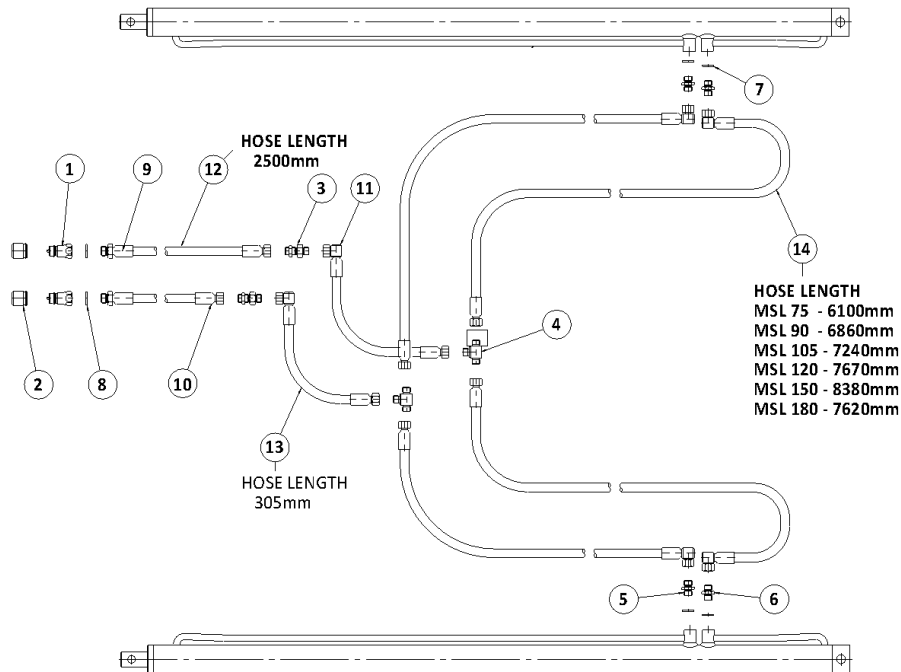 7
HOSE LENGTH
2500mm
1
9
12
3
11
14
HOSE LENGTH
MSL 75 - 6100mm
MSL 90 - 6860mm
MSL 105 - 7240mm
MSL 120 - 7670mm
MSL 150 - 8380mm
MSL 180 - 7620mm
4
2
8
10
13
HOSE LENGTH
305mm
5
6